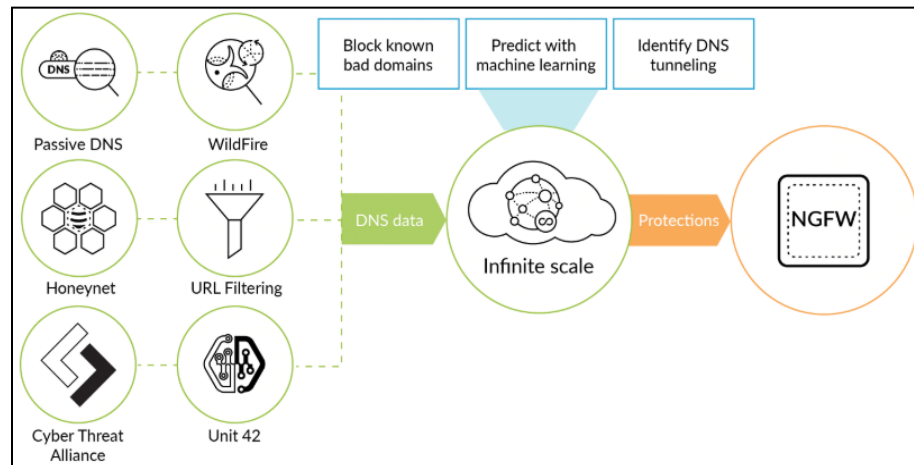 Block known
bad domains
Predict with
machine learning
Identify DNS
tunneling
DNS
Passive DNS
WildFire
Honeynet
URL Filtering
Cyber Threat
Alliance
Unit 42
DNS data
Infinite scale
Protections
NGFW